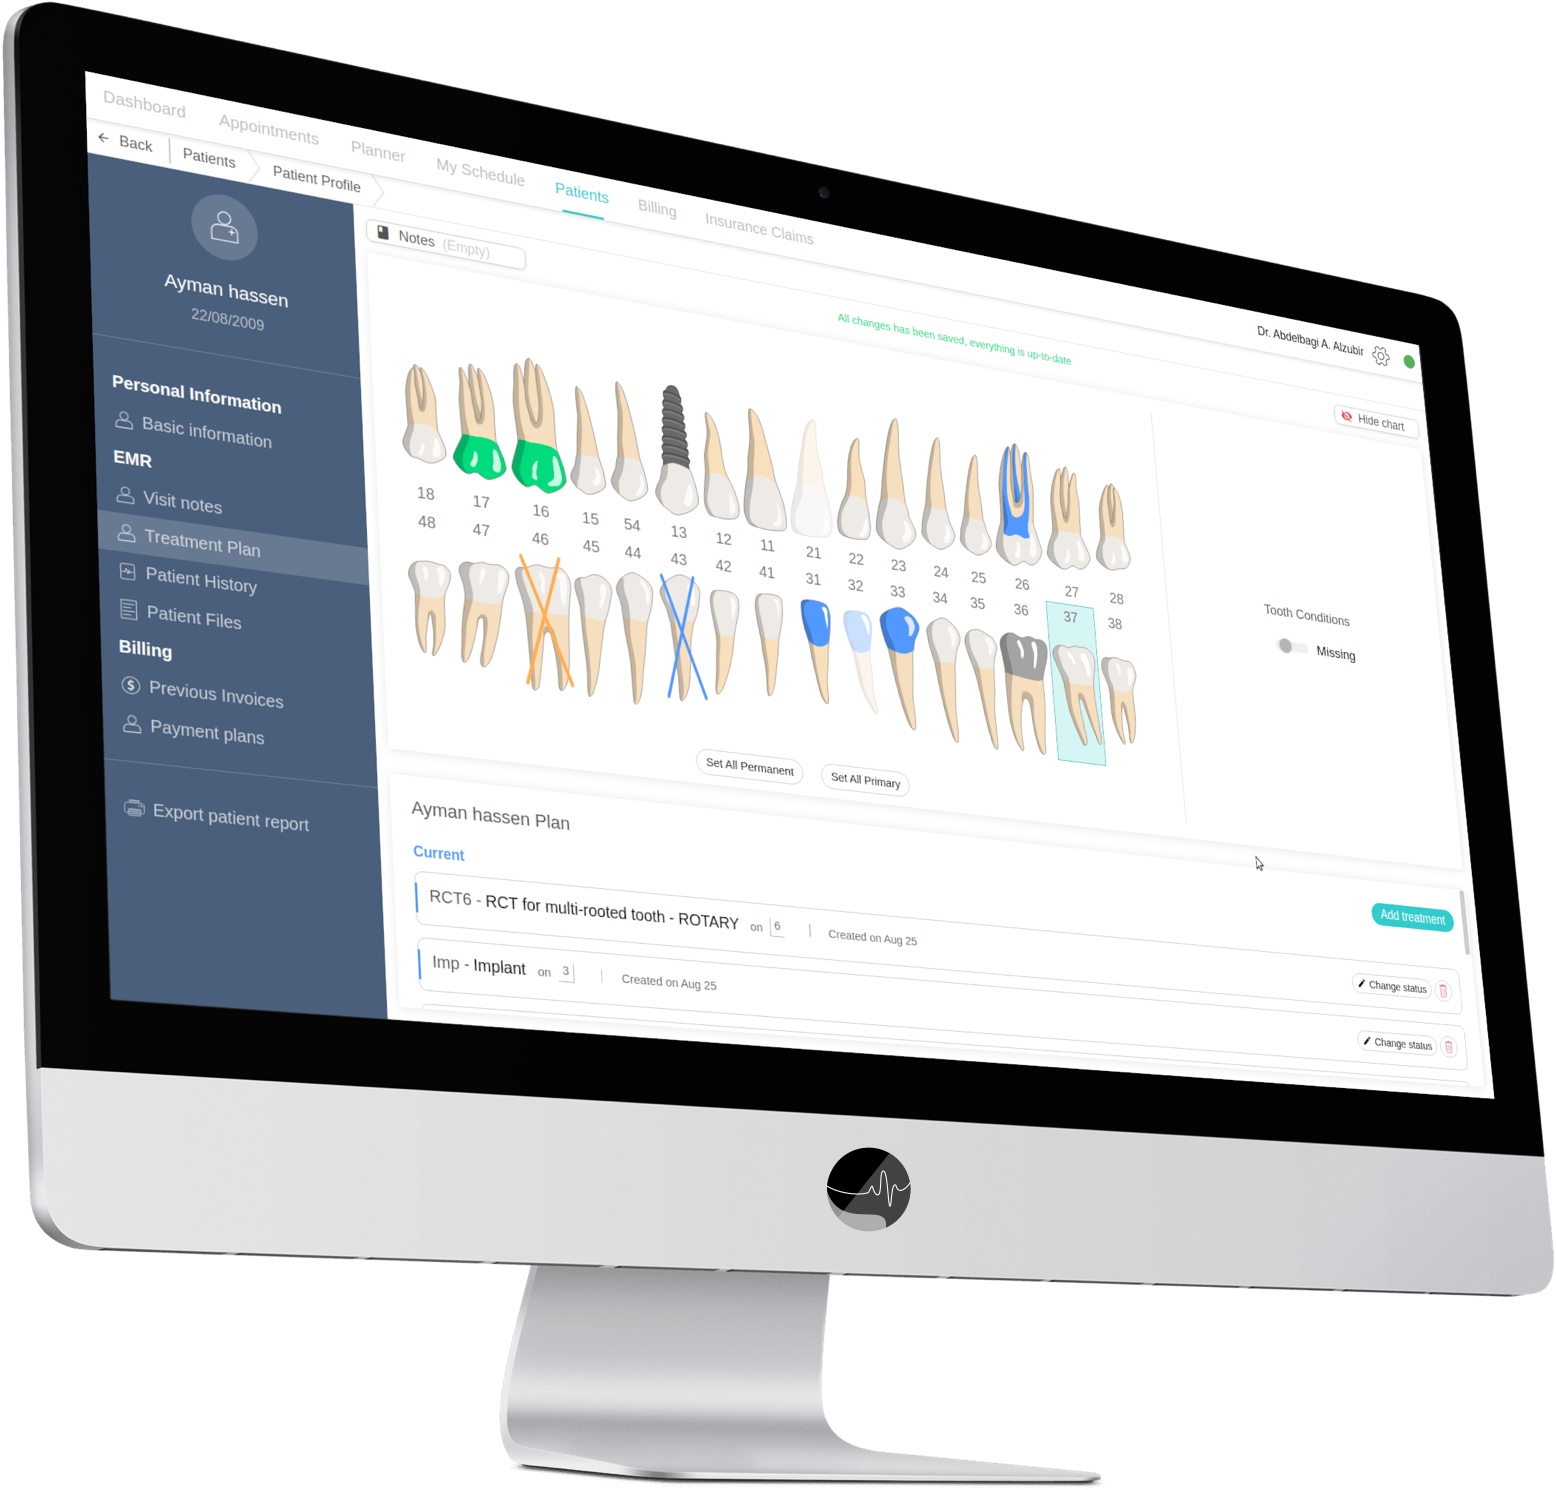 Dashboard
Appointments
Planner
My Schedule
Patients
Billing
Insurance Claims
Back
Patients
Patient Profile
Dr. Abdelbagi A. Alzubir
Ayman hassen
22/08/2009
Personal Information
Basic information
EMR
Visit notes
Treatment Plan
Patient History
Patient Files
Billing
$ Previous Invoices
Payment plans
Export patient report
Notes (Empty)
All changes has been saved, everything is up-to-date
Hide chart
18 17 16 15 54 13 12 11 21 22 23 24 25 26 27 28
48 47 46 45 44 43 42 41 31 32 33 34 35 36 37 38
Tooth Conditions
Missing
Set All Permanent
Set All Primary
Ayman hassen Plan
Current
Add treatment
RCT6 - RCT for multi-rooted tooth - ROTARY on 6 Created on Aug 25
Change status
Imp - Implant on 3 Created on Aug 25
Change status